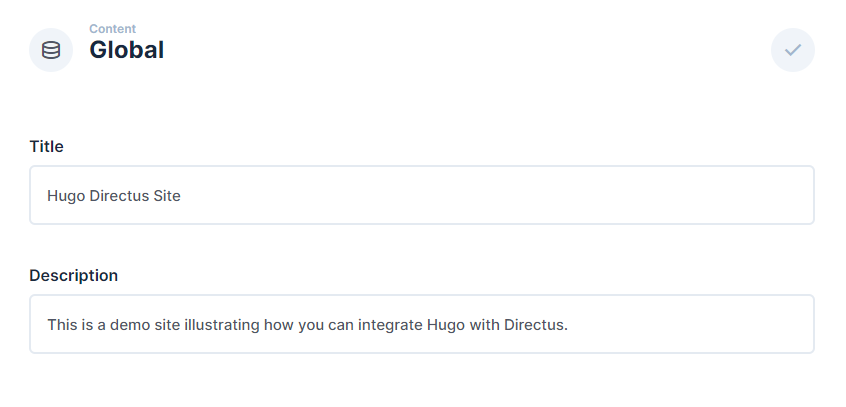 Content
Global
Title
Hugo Directus Site
Description
This is a demo site illustrating how you can integrate Hugo with Directus.